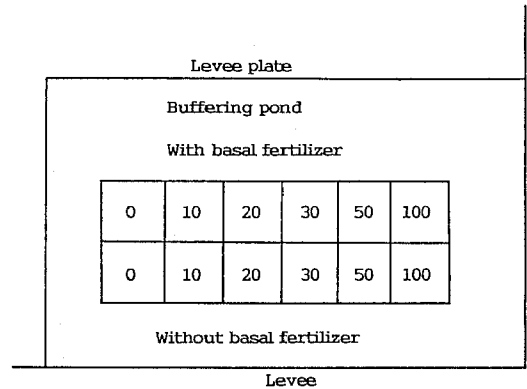 Levee plate
Buffering pond
With basal fertilizer
0 10 20 30 50 100
0 10 20 30 50 100
Without basal fertilizer
Levee